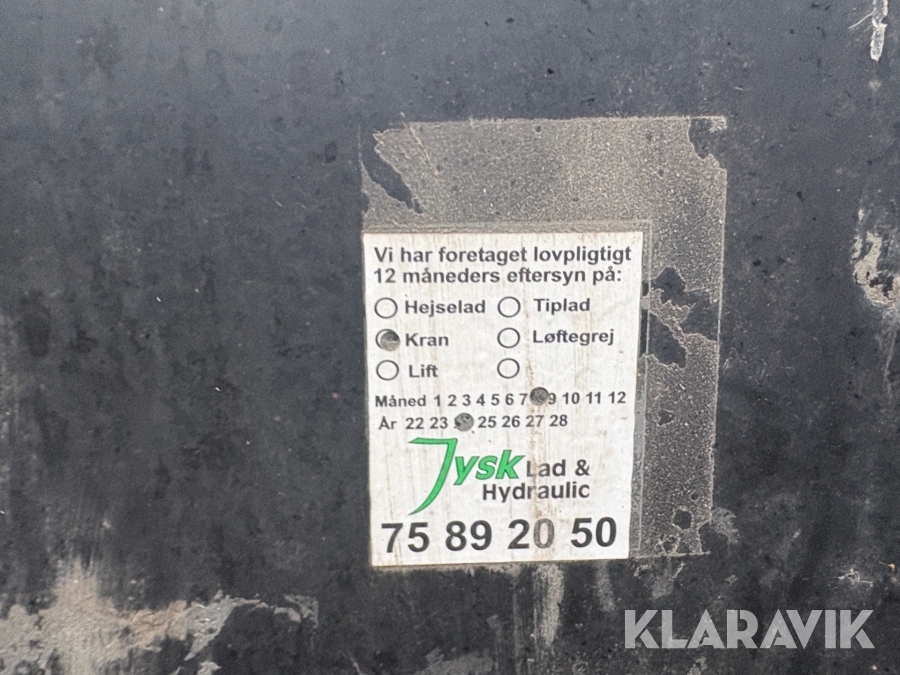 Vi har foretaget lovpligtigt
12 måneders eftersyn på:
Hejselad Tiplad
Kran Løftegrej
Lift
Måned 1 2 3 4 5 6 7 9 10 11 12
År 22 23 25 26 27 28
Jysk Lad &
Hydraulic
75 89 20 50
KLARAVIK